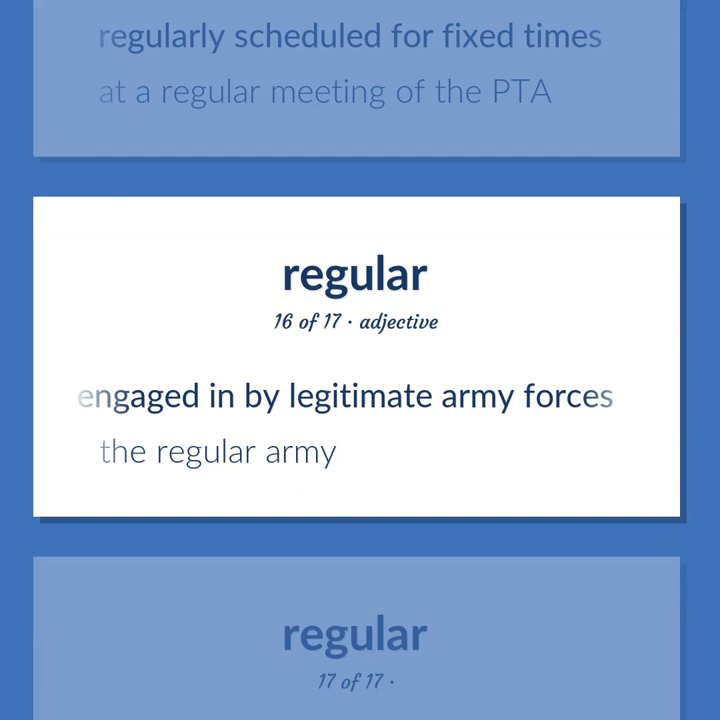 regularly scheduled for fixed times
at a regular meeting of the PTA
regular
16 of 17 · adjective
engaged in by legitimate army forces
the regular army
regular
17 of 17 ·